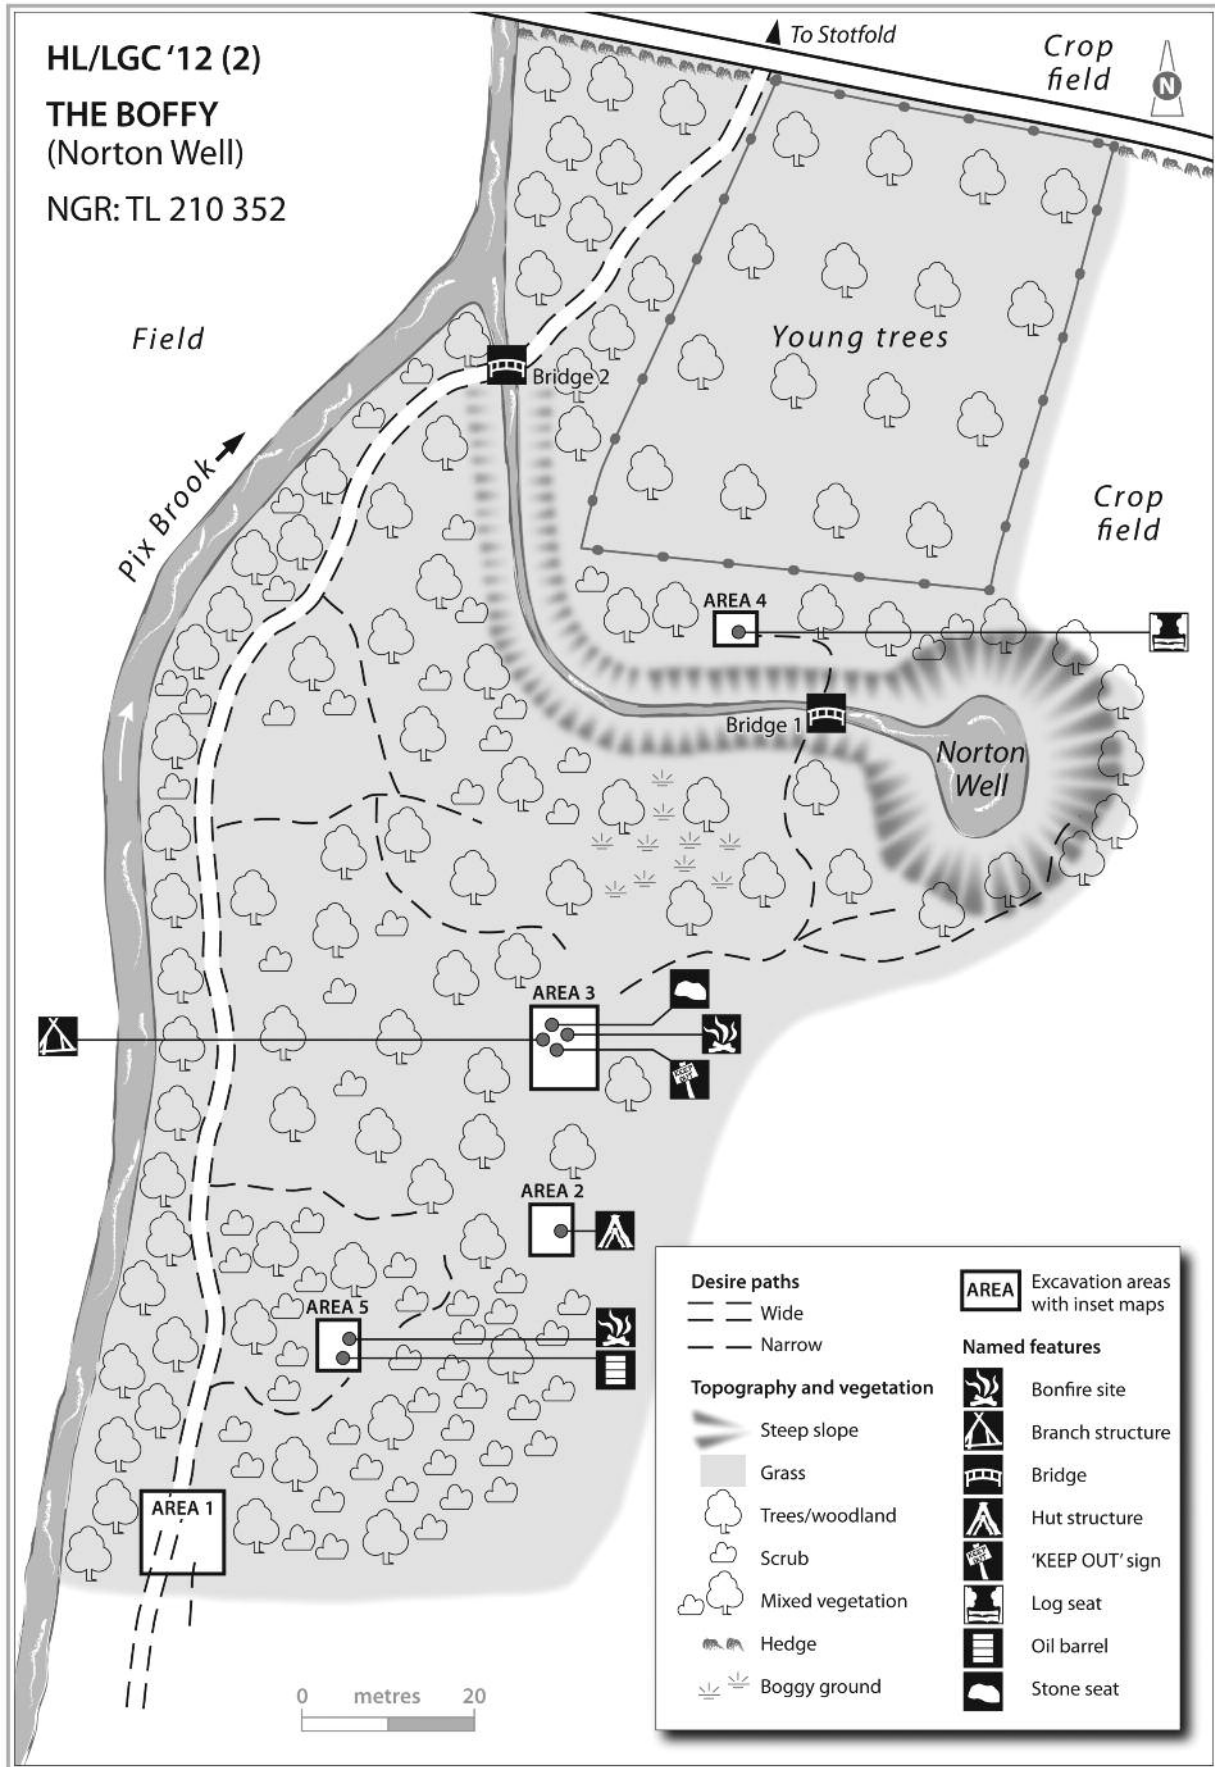 HL/LGC ‘12 (2)
THE BOFFY
(Norton Well)
NGR: TL 210 352
To Stotfold
Crop
field
N
Field
Young trees
Bridge 2
Pix Brook
Crop
field
AREA 4
Bridge 1
Norton
Well
AREA 3
KEEP
OUT
AREA 2
AREA 5
AREA 1
0 metres 20
Desire paths
Wide
Narrow
Topography and vegetation
Steep slope
Grass
Trees/woodland
Scrub
Mixed vegetation
Hedge
Boggy ground
AREA
Excavation areas
with inset maps
Named features
Bonfire site
Branch structure
Bridge
Hut structure
KEEP
OUT
‘KEEP OUT’ sign
Log seat
Oil barrel
Stone seat